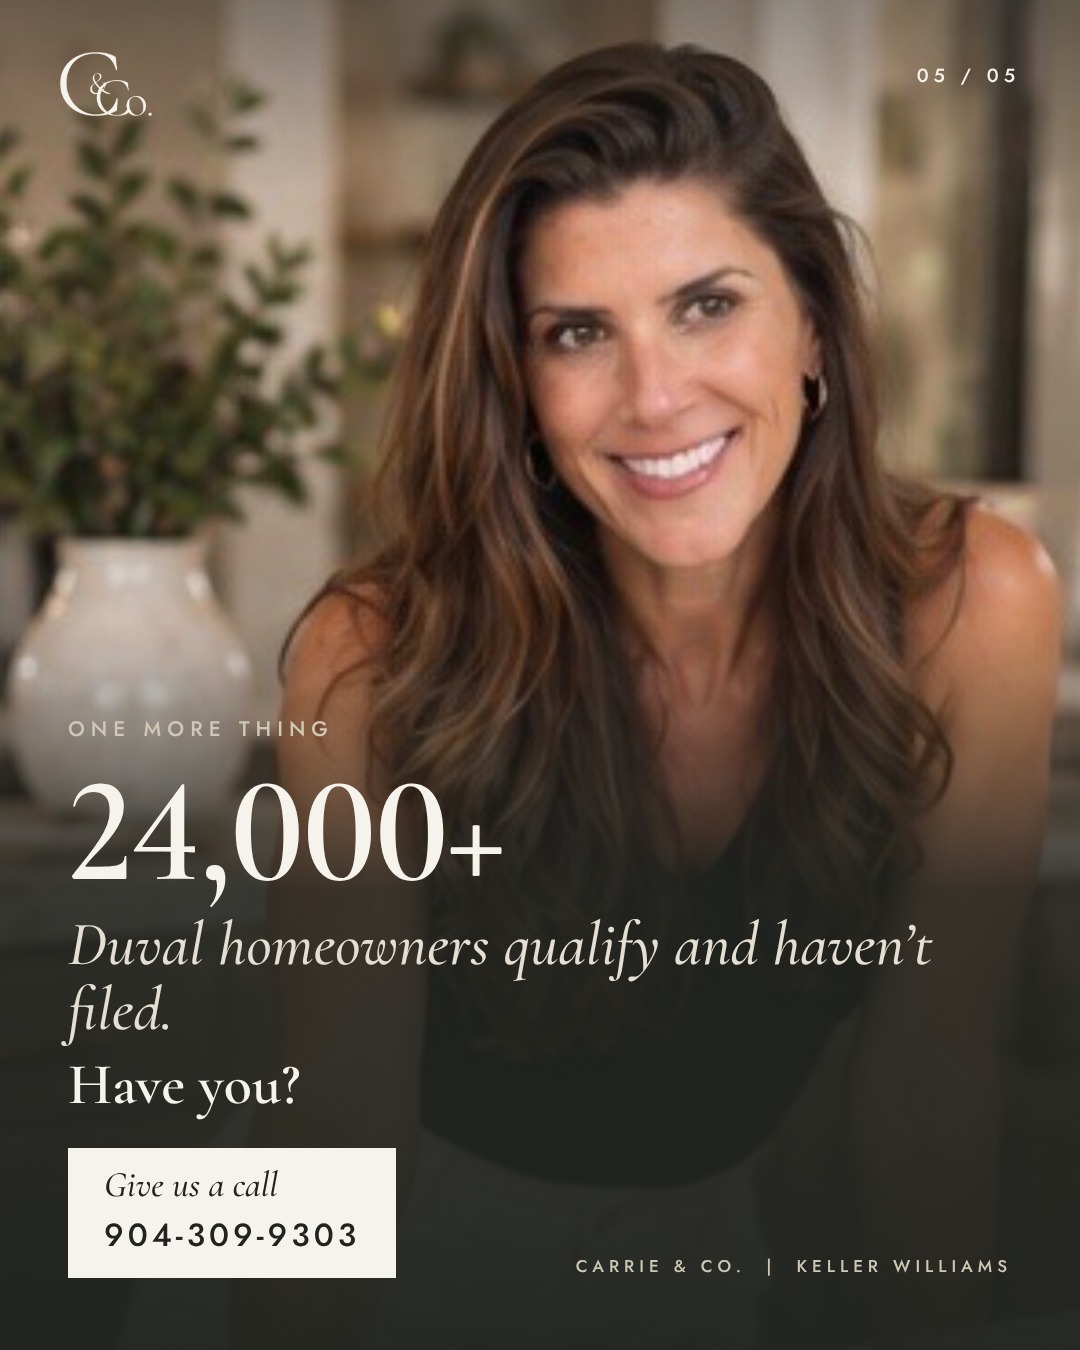 C&Co.
05 / 05
ONE MORE THING
24,000+
Duval homeowners qualify and haven’t
filed.
Have you?
Give us a call
904-309-9303
CARRIE & CO. | KELLER WILLIAMS